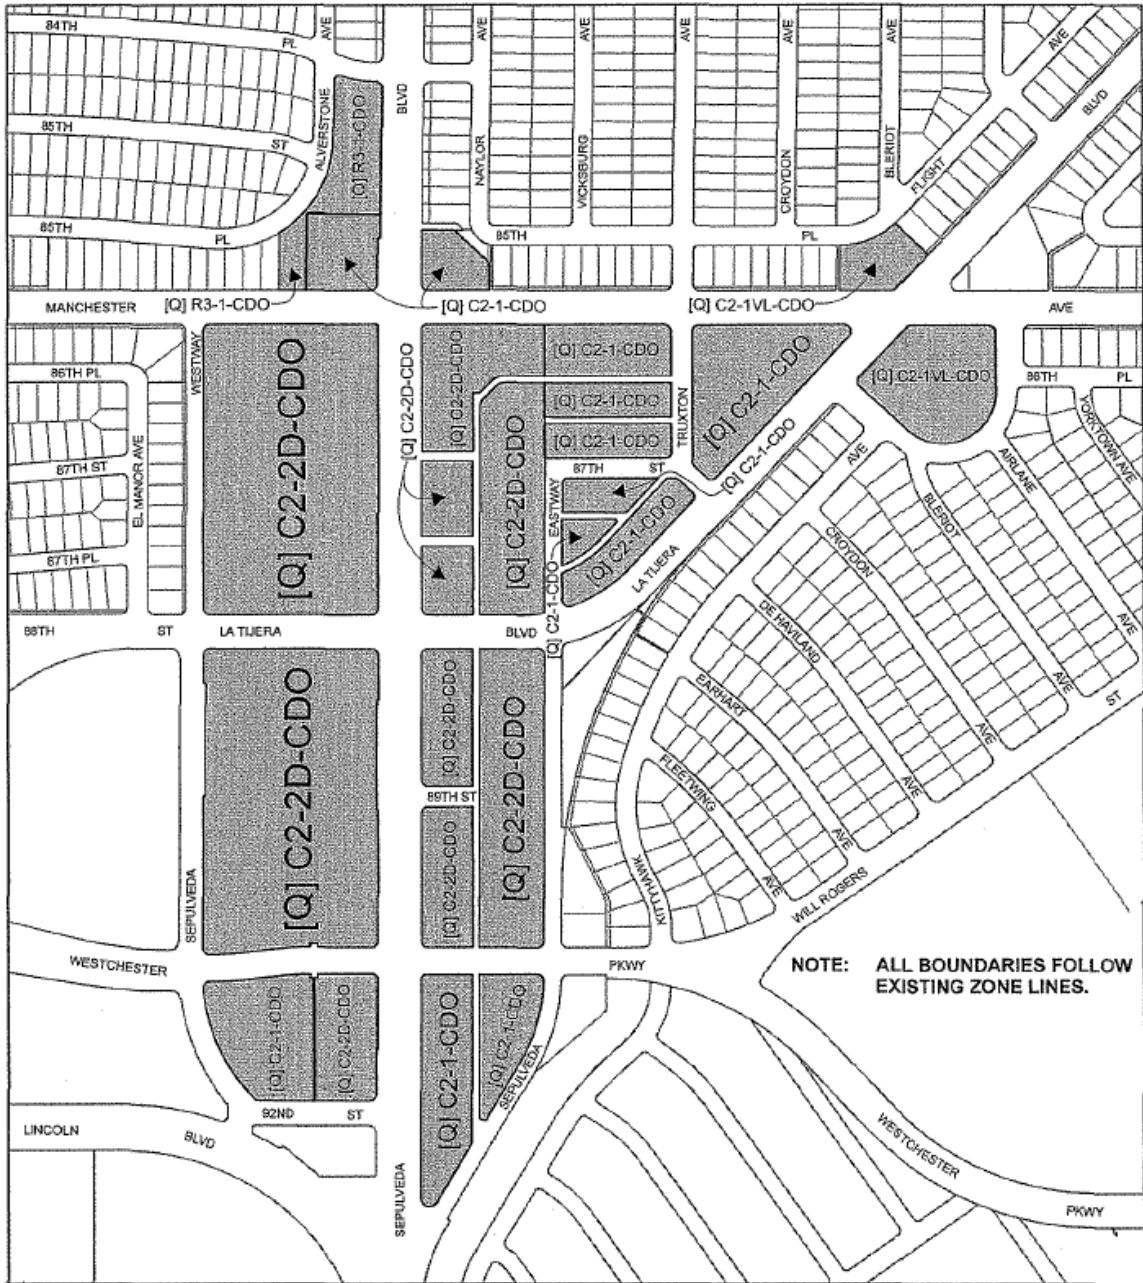 84TH
PL
AVE
BLVD
AVE
AVE
AVE
AVE
AVE
AVE
BLVD
85TH
ST
ALVERSTONE
[Q] R3-1-CDO
NAYLOR
VICKSBURG
CROYDON
BLERIOT
FLIGHT
85TH
PL
85TH
PL
MANCHESTER
[Q] R3-1-CDO
[Q] C2-1-CDO
[Q] C2-1VL-CDO
AVE
WESTWAY
86TH PL
EL MANOR AVE
87TH ST
87TH PL
[Q] C2-2D-CDO
[Q] C2-2D-CDO
[Q] C2-2D-CDO
[Q] C2-2D-CDO
[Q] C2-1-CDO
[Q] C2-1-CDO
[Q] C2-1-CDO
TRUXTON
[Q] C2-1-CDO
[Q] C2-1-CDO
[Q] C2-1VL-CDO
86TH
PL
YORKTOWN AVE
87TH
ST
EASTWAY
[Q] C2-1-CDO
[Q] C2-1-CDO
LA TIJERA
AVE
BLERIOT
AIRLANE
CROYDON
DE HAVILAND
EARHART
FLEETWING
AVE
AVE
ST
AVE
AVE
AVE
AVE
WILL ROGERS
KITTYHAWK
88TH
ST
LA TIJERA
BLVD
[Q] C2-2D-CDO
[Q] C2-2D-CDO
[Q] C2-2D-CDO
89TH ST
[Q] C2-2D-CDO
SEPULVEDA
WESTCHESTER
PKWY
NOTE: ALL BOUNDARIES FOLLOW
EXISTING ZONE LINES.
[Q] C2-1-CDO
[Q] C2-2D-CDO
[Q] C2-1-CDO
[Q] C2-1-CDO
SEPULVEDA
92ND
ST
LINCOLN
BLVD
SEPULVEDA
WESTCHESTER
PKWY